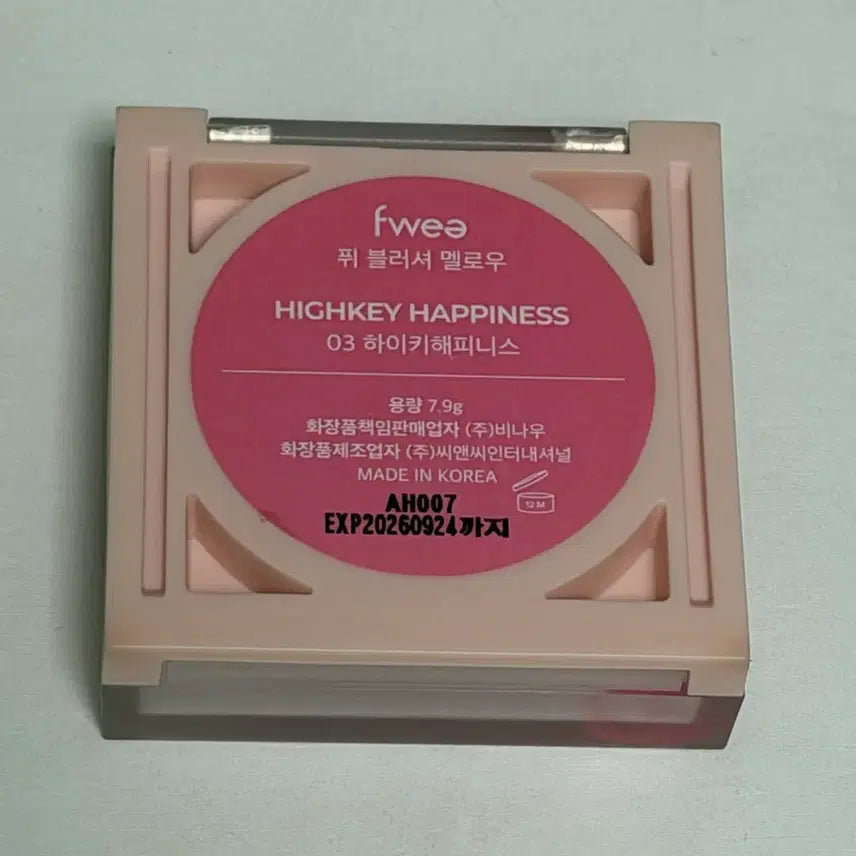 fwee
퓌 블러셔 멜로우
HIGHKEY HAPPINESS
03 하이키해피니스
용량 7.9g
화장품책임판매업자 (주)비나우
화장품제조업자 (주)씨앤씨인터내셔널
MADE IN KOREA
12 M
AH007
EXP20260924까지